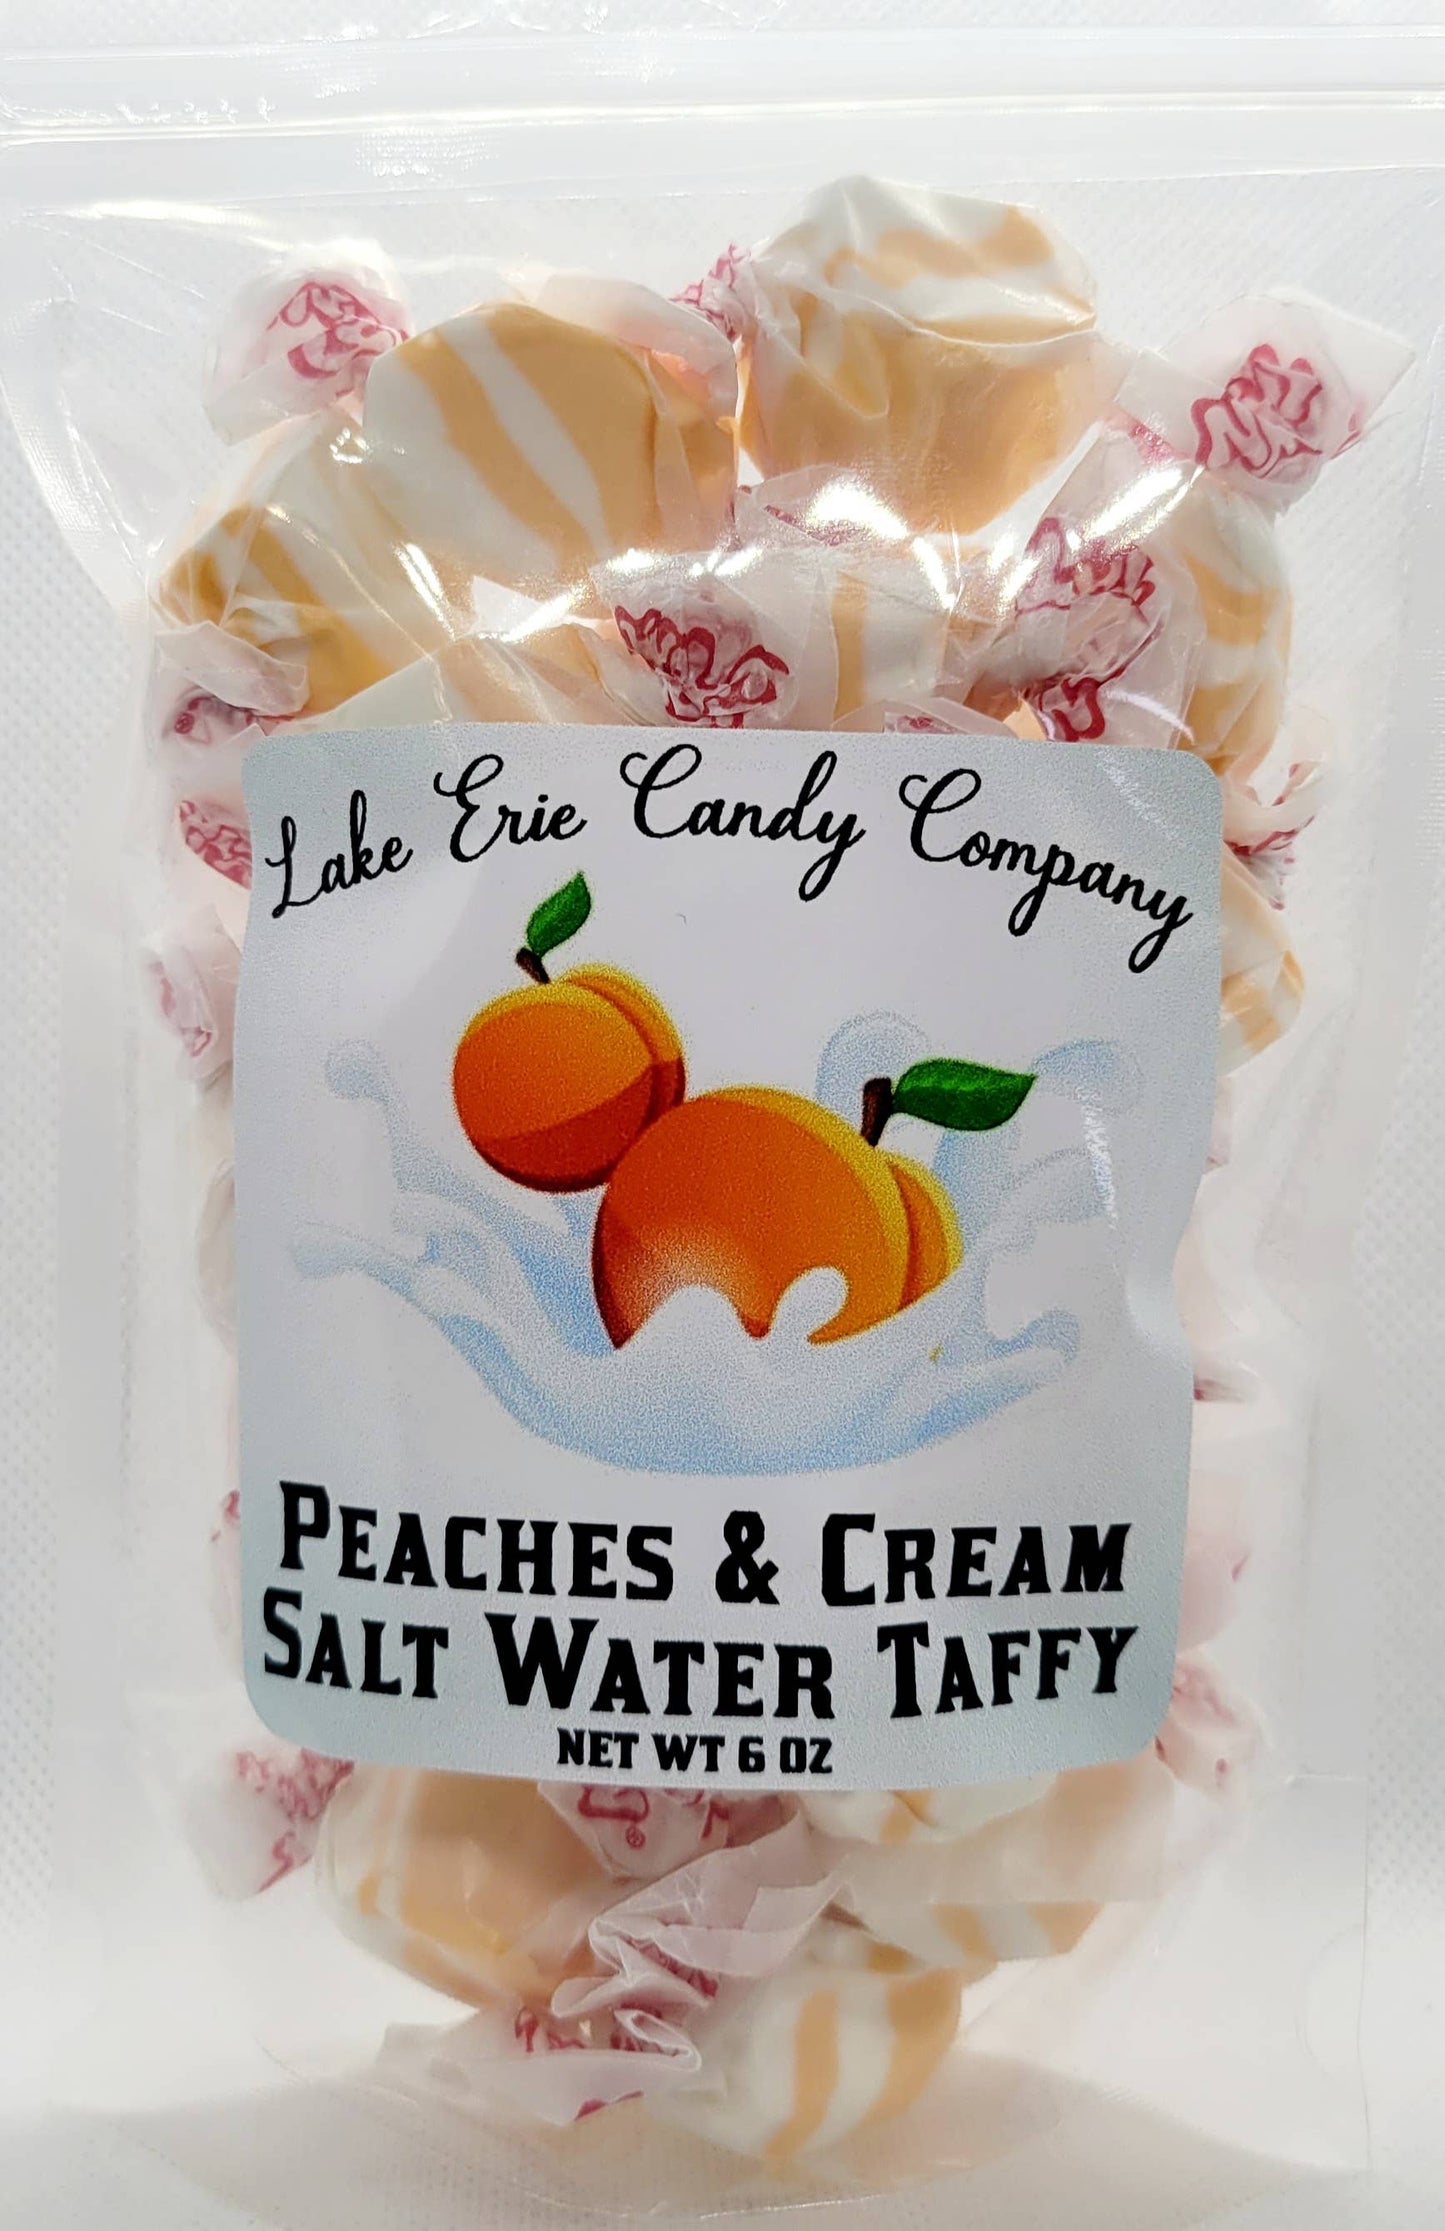 Lake Erie Candy Company
PEACHES & CREAM
SALT WATER TAFFY
NET WT 6 OZ